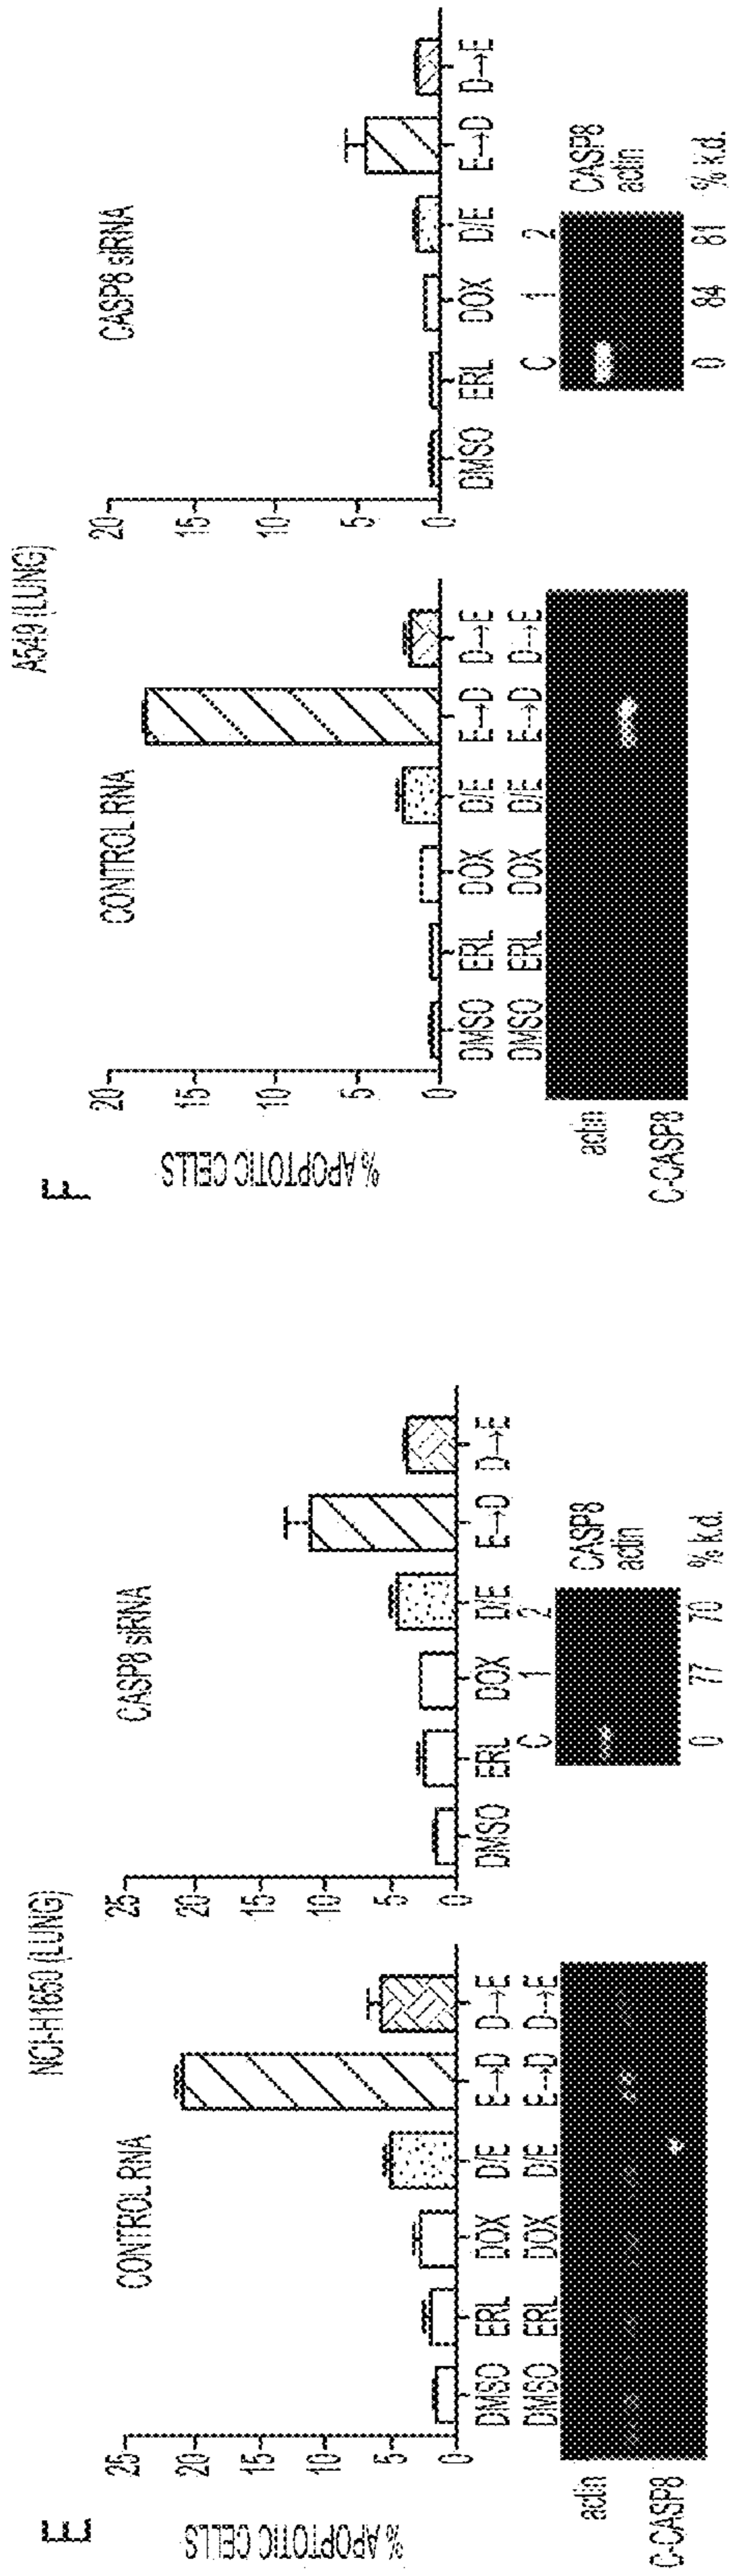 E
NCI-H1650 (LUNG)
CONTROL RNA
CASP8 siRNA
% APOPTOTIC CELLS
25
20
15
10
5
0
25
20
15
10
5
0
DMSO ERL DOX D/E E→D D→E
DMSO ERL DOX D/E E→D D→E
DMSO ERL DOX D/E E→D D→E
actin
C-CASP8
C 1 2
CASP8
actin
0 77 70 % k.d.
F
A549 (LUNG)
CONTROL RNA
CASP8 siRNA
% APOPTOTIC CELLS
20
15
10
5
0
20
15
10
5
0
DMSO ERL DOX D/E E→D D→E
DMSO ERL DOX D/E E→D D→E
DMSO ERL DOX D/E E→D D→E
actin
C-CASP8
C 1 2
CASP8
actin
0 84 81 % k.d.